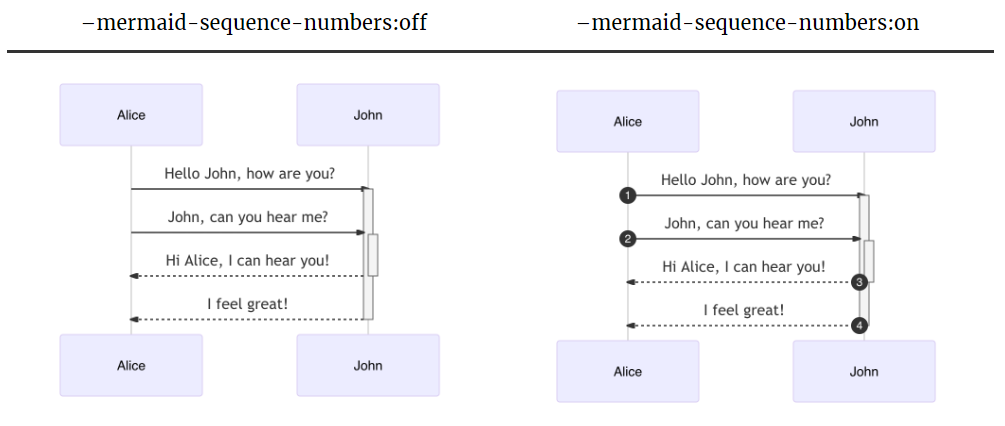 –mermaid-sequence-numbers:off
–mermaid-sequence-numbers:on
Alice
John
Hello John, how are you?
John, can you hear me?
Hi Alice, I can hear you!
I feel great!
Alice
John
Alice
John
1
Hello John, how are you?
2
John, can you hear me?
Hi Alice, I can hear you!
3
I feel great!
4
Alice
John